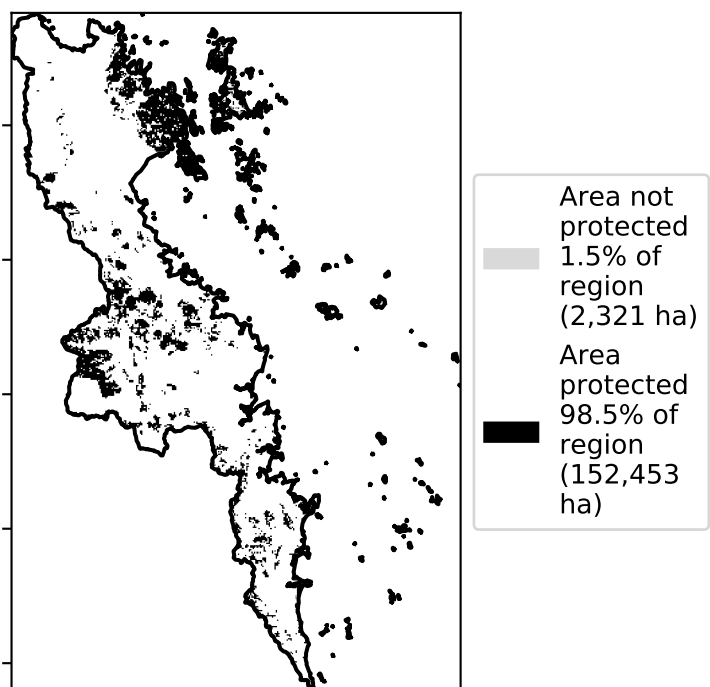 Area not
protected
1.5% of
region
(2,321 ha)
Area
protected
98.5% of
region
(152,453
ha)